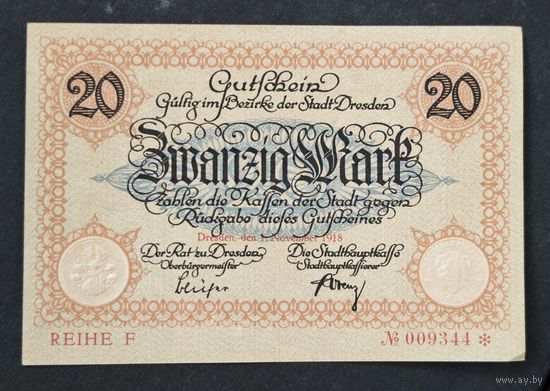 20 Gutschein 20
Gültig im Bezirke der Stadt Dresden
Zwanzig Mark
zahlen die Kassen der Stadt gegen
Rückgabe dieses Gutscheines
Dresden, den 1. November 1918
Der Rat zu Dresden Die Stadthauptkasse
Oberbürgermeister Stadthauptkassierer
REIHE F № 009344 *
www.ay.by